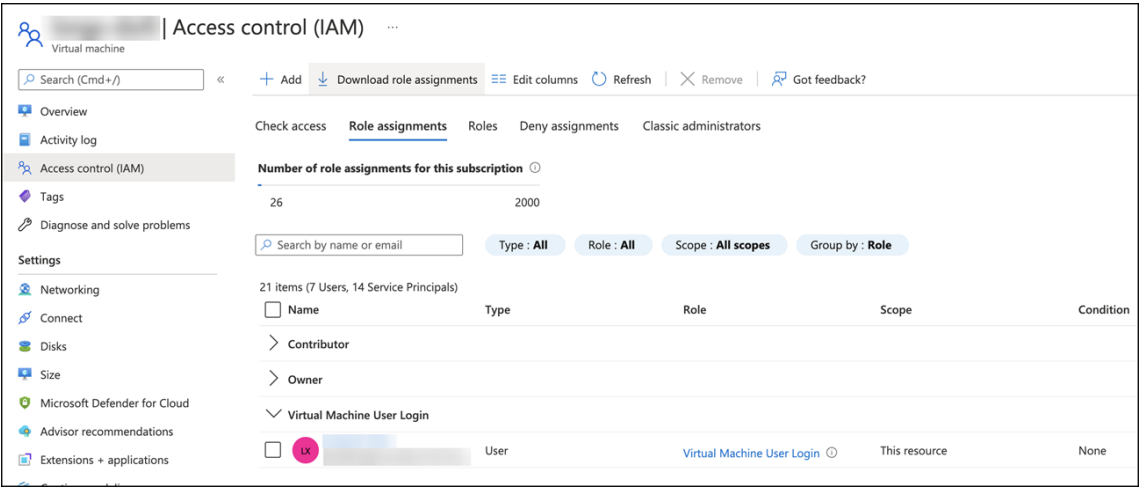 | Access control (IAM) ...
Virtual machine
Search (Cmd+/) «
Overview
Activity log
Access control (IAM)
Tags
Diagnose and solve problems
Settings
Networking
Connect
Disks
Size
Microsoft Defender for Cloud
Advisor recommendations
Extensions + applications
Add Download role assignments Edit columns Refresh Remove Got feedback?
Check access Role assignments Roles Deny assignments Classic administrators
Number of role assignments for this subscription
26 2000
Search by name or email Type : All Role : All Scope : All scopes Group by : Role
21 items (7 Users, 14 Service Principals)
Name Type Role Scope Condition
Contributor
Owner
Virtual Machine User Login
LX User Virtual Machine User Login This resource None